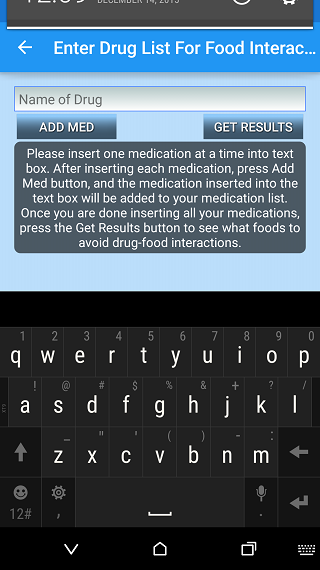 DECEMBER 14, 2015
Enter Drug List For Food Interac...
Name of Drug
ADD MED
GET RESULTS
Please insert one medication at a time into text
box. After inserting each medication, press Add
Med button, and the medication inserted into the
text box will be added to your medication list.
Once you are done inserting all your medications,
press the Get Results button to see what foods to
avoid drug-food interactions.
1 2 3 4 5 6 7 8 9 0
q w e r t y u i o p
! @ # $ % & + ? /
a s d f g h j k l
_ " ' ( ) - :
z x c v b n m
12# , .